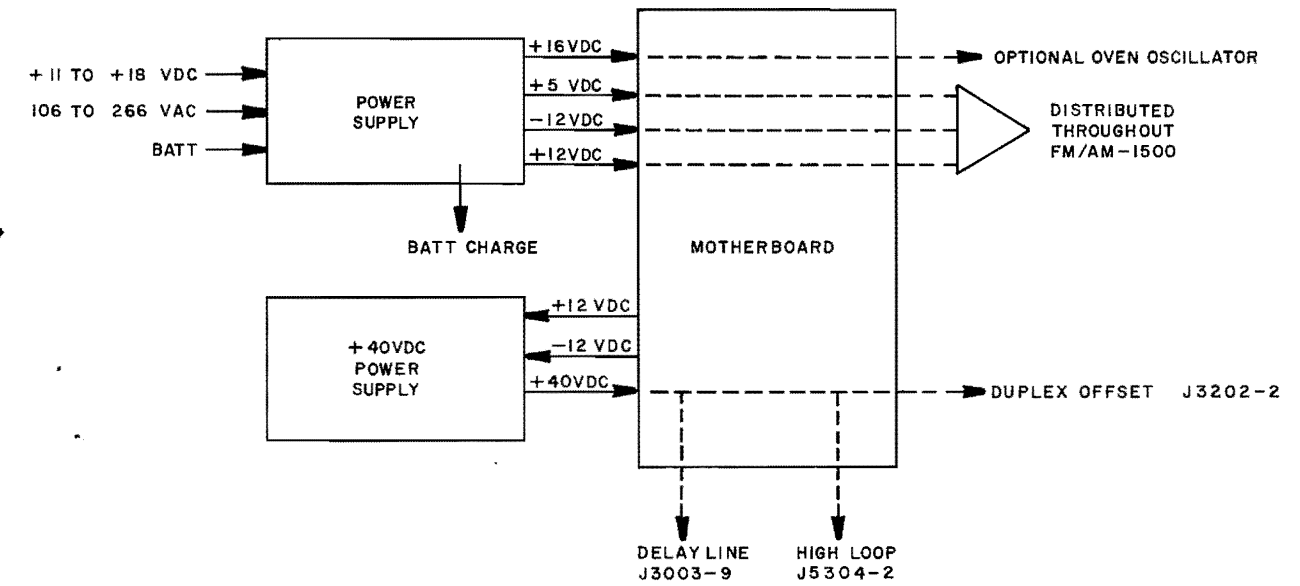 +11 TO +18 VDC
106 TO 266 VAC
BATT
POWER
SUPPLY
BATT CHARGE
+16VDC
+5 VDC
-12VDC
+12VDC
MOTHERBOARD
OPTIONAL OVEN OSCILLATOR
DISTRIBUTED
THROUGHOUT
FM/AM-1500
+40VDC
POWER
SUPPLY
+12 VDC
-12 VDC
+40VDC
DUPLEX OFFSET J3202-2
DELAY LINE
J3003-9
HIGH LOOP
J5304-2